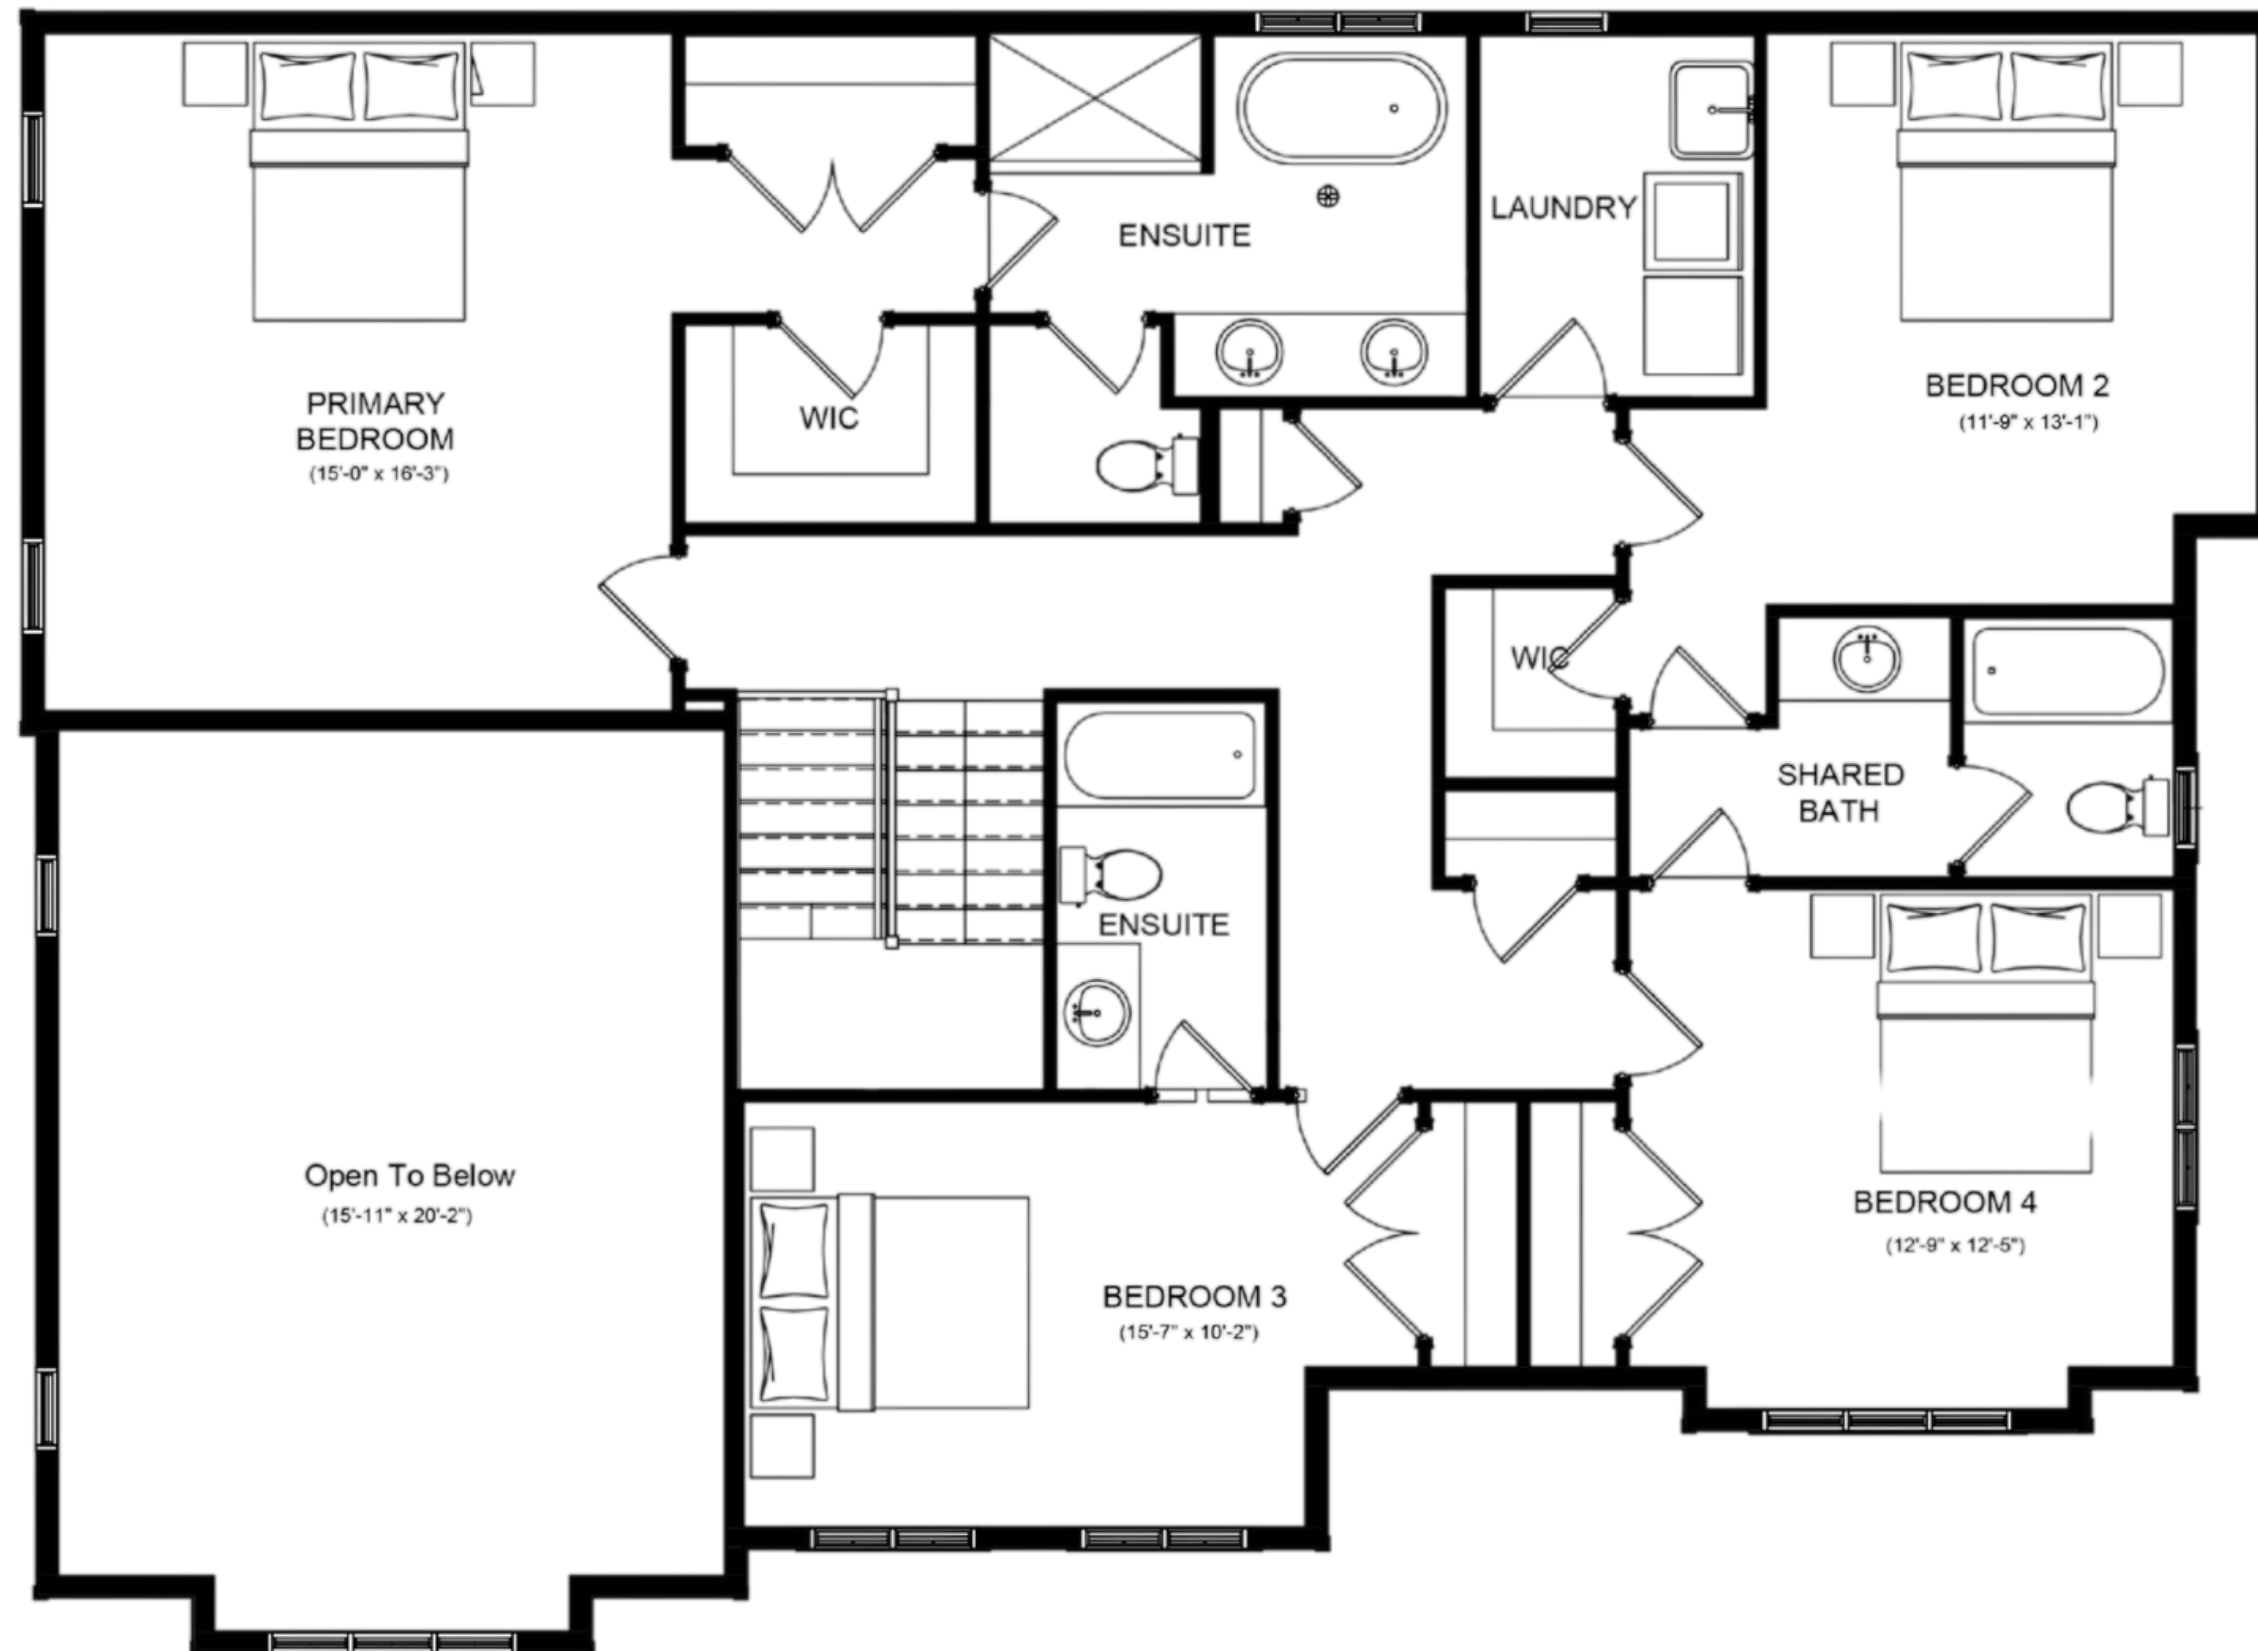 ENSUITE
LAUNDRY
PRIMARY
BEDROOM
(15'-0" x 16'-3")
WIC
BEDROOM 2
(11'-9" x 13'-1")
WIC
SHARED
BATH
ENSUITE
Open To Below
(15'-11" x 20'-2")
BEDROOM 3
(15'-7" x 10'-2")
BEDROOM 4
(12'-9" x 12'-5")